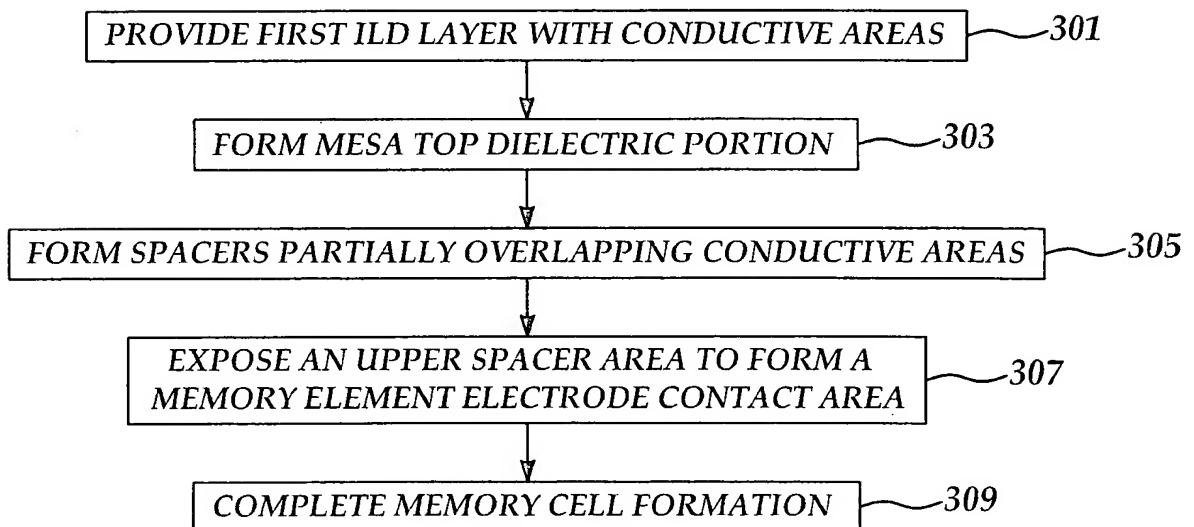 PROVIDE FIRST ILD LAYER WITH CONDUCTIVE AREAS 301
FORM MESA TOP DIELECTRIC PORTION 303
FORM SPACERS PARTIALLY OVERLAPPING CONDUCTIVE AREAS 305
EXPOSE AN UPPER SPACER AREA TO FORM A
MEMORY ELEMENT ELECTRODE CONTACT AREA 307
COMPLETE MEMORY CELL FORMATION 309